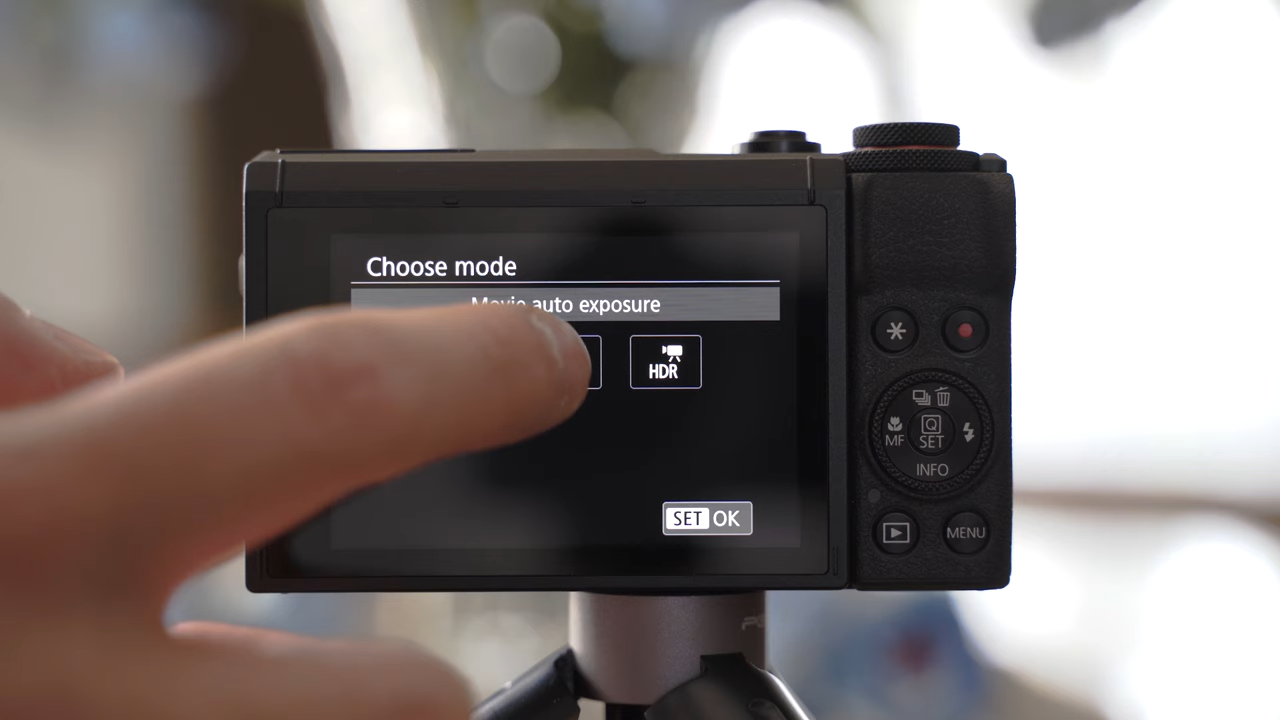 Choose mode
Movie auto exposure
HDR
SET OK
MF
Q
SET
INFO
MENU